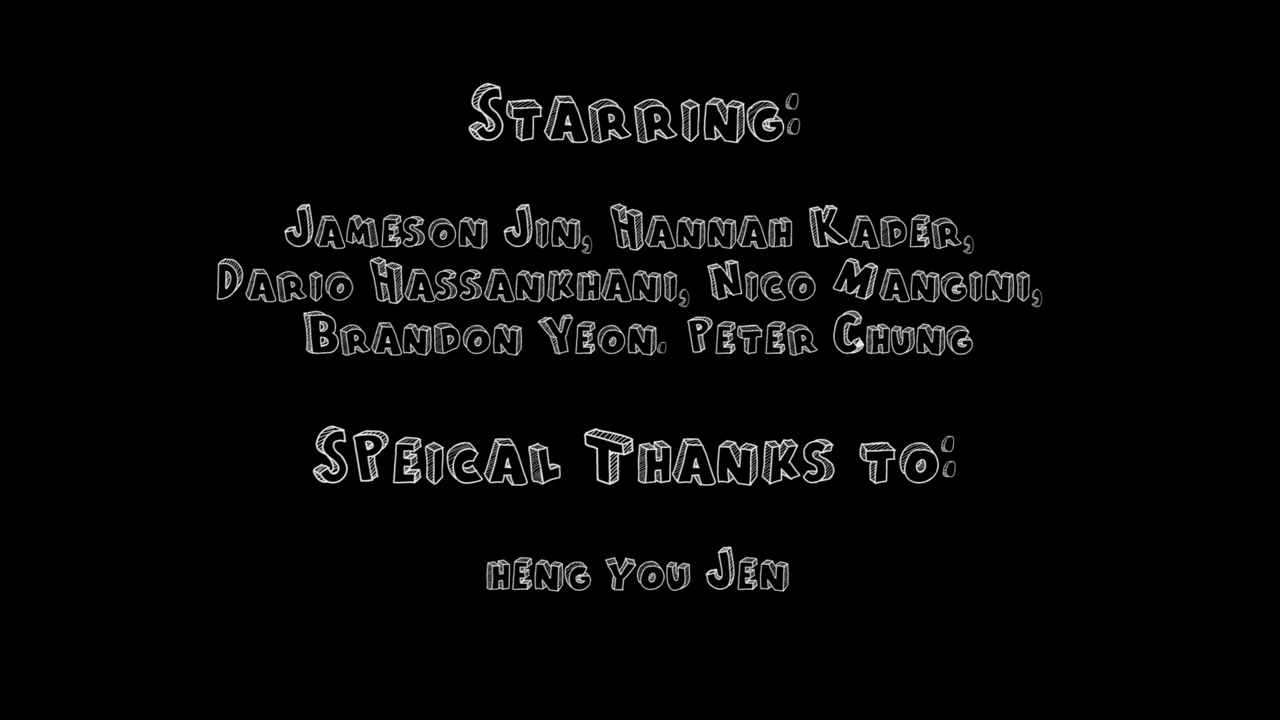 Starring:
Jameson Jin, Hannah Kader,
Dario Hassankhani, Nico Mangini,
Brandon Yeon. Peter Chung
SPeical Thanks to:
heng you Jen